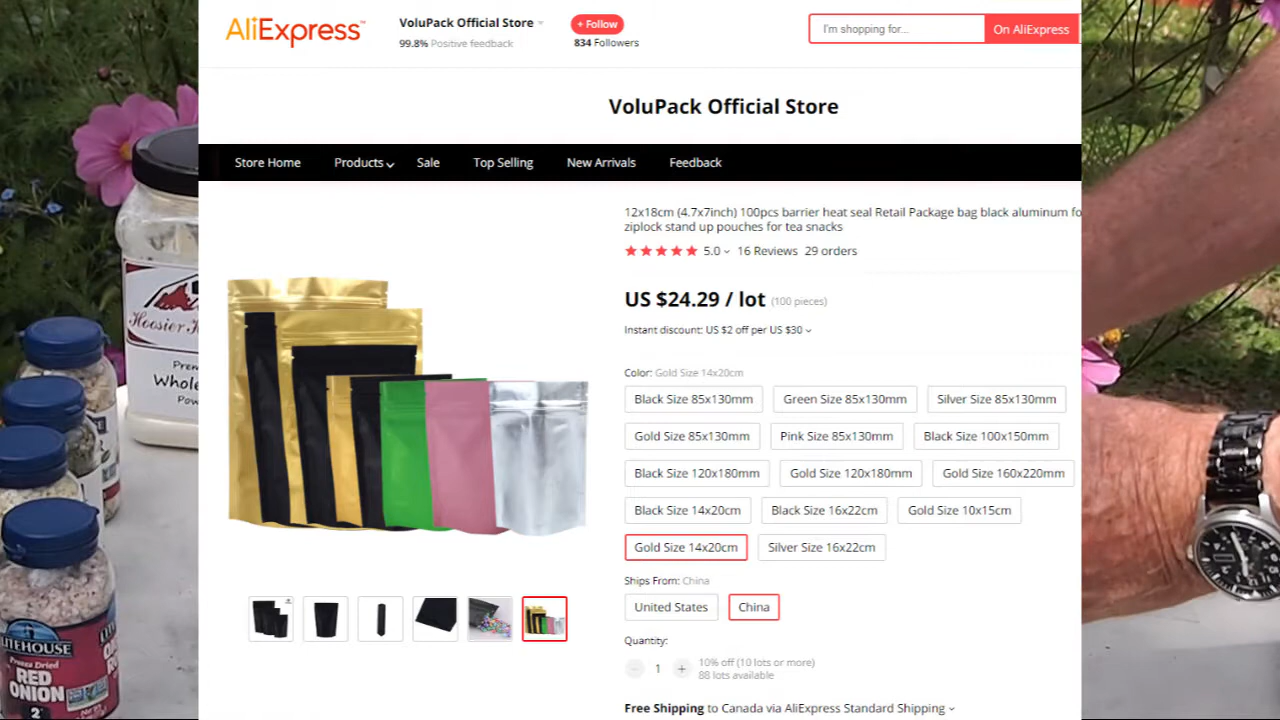 AliExpress™
VoluPack Official Store
99.8% Positive feedback
+ Follow
834 Followers
I'm shopping for...
On AliExpress
VoluPack Official Store
Store Home
Products
Sale
Top Selling
New Arrivals
Feedback
12x18cm (4.7x7inch) 100pcs barrier heat seal Retail Package bag black aluminum fo
ziplock stand up pouches for tea snacks
5.0
16 Reviews
29 orders
US $24.29 / lot (100 pieces)
Instant discount: US $2 off per US $30
Color: Gold Size 14x20cm
Black Size 85x130mm
Green Size 85x130mm
Silver Size 85x130mm
Gold Size 85x130mm
Pink Size 85x130mm
Black Size 100x150mm
Black Size 120x180mm
Gold Size 120x180mm
Gold Size 160x220mm
Black Size 14x20cm
Black Size 16x22cm
Gold Size 10x15cm
Gold Size 14x20cm
Silver Size 16x22cm
Ships From: China
United States
China
Quantity:
1
10% off (10 lots or more)
88 lots available
Free Shipping to Canada via AliExpress Standard Shipping
Hoosier
Prem
Whole
Pow
LITEHOUSE
Freeze Dried
RED
ONION